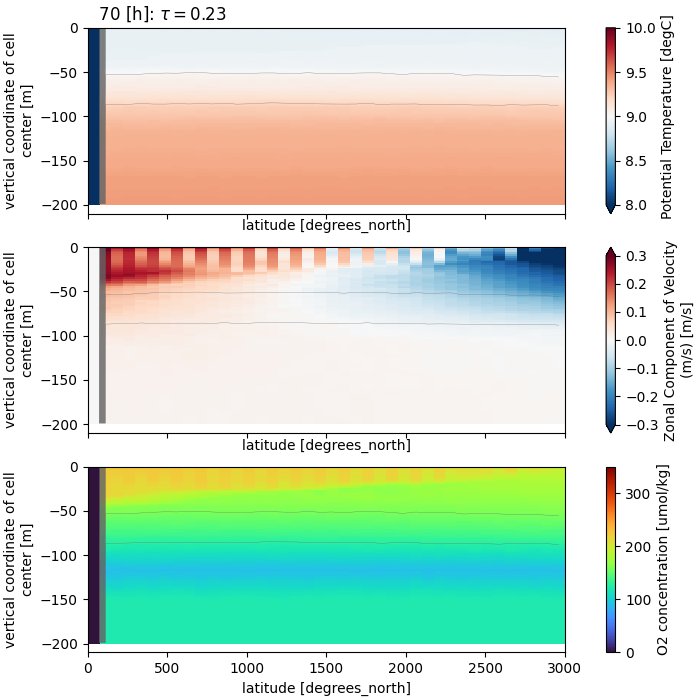 70 [h]: τ = 0.23
0
−50
−100
−150
−200
vertical coordinate of cell
center [m]
latitude [degrees_north]
10.0
9.5
9.0
8.5
8.0
Potential Temperature [degC]
0
−50
−100
−150
−200
vertical coordinate of cell
center [m]
latitude [degrees_north]
0.3
0.2
0.1
0.0
−0.1
−0.2
−0.3
Zonal Component of Velocity
(m/s) [m/s]
0
−50
−100
−150
−200
vertical coordinate of cell
center [m]
0 500 1000 1500 2000 2500 3000
latitude [degrees_north]
300
200
100
0
O2 concentration [umol/kg]